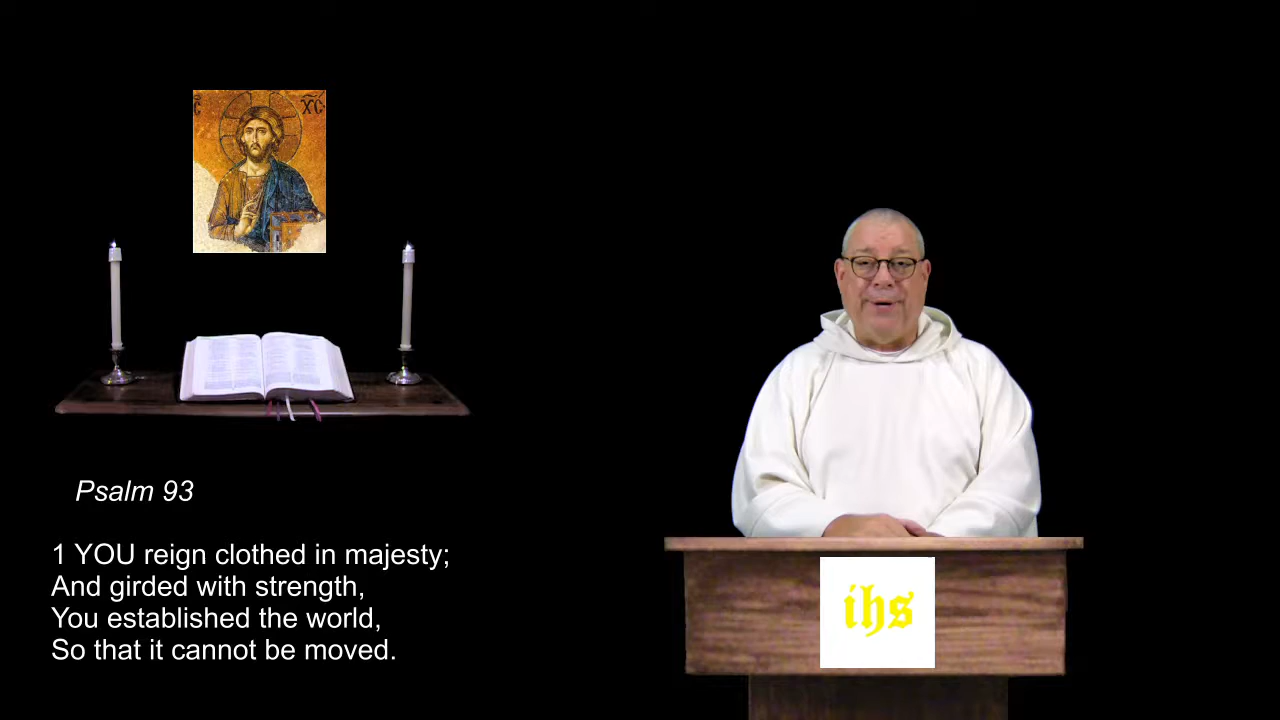 C XC
Psalm 93
1 YOU reign clothed in majesty;
And girded with strength,
You established the world,
So that it cannot be moved.
ihs